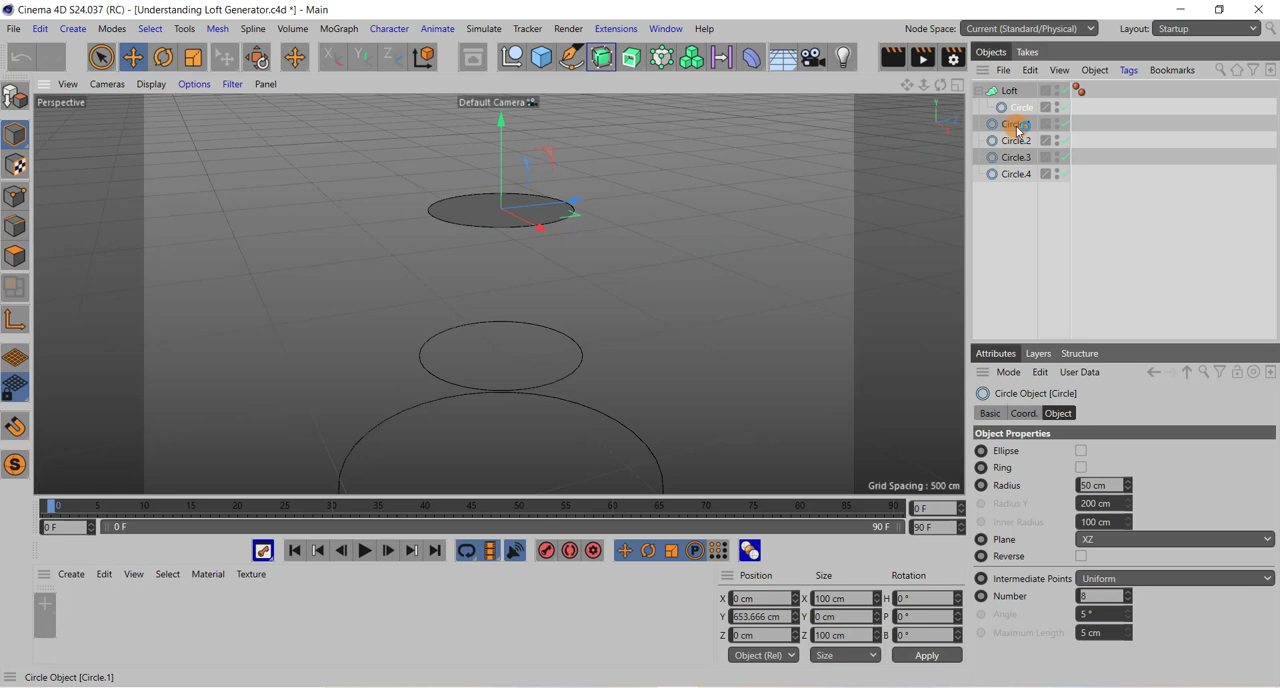 Cinema 4D S24.037 (RC) - [Understanding Loft Generator.c4d *] - Main
File Edit Create Modes Select Tools Mesh Spline Volume MoGraph Character Animate Simulate Tracker Render Extensions Window Help Node Space: Current (Standard/Physical) Layout: Startup
Objects Takes
File Edit View Object Tags Bookmarks
View Cameras Display Options Filter Panel
Perspective Default Camera
Loft
Circle
Circle.2
Circle.3
Circle.4
Grid Spacing : 500 cm
Attributes Layers Structure
Mode Edit User Data
Circle Object [Circle]
Basic Coord. Object
Object Properties
Ellipse
Ring
Radius 50 cm
Radius Y 200 cm
Inner Radius 100 cm
Plane XZ
Reverse
Intermediate Points Uniform
Number 8
Angle 5°
Maximum Length 5 cm
0 5 10 15 20 25 30 35 40 45 50 55 60 65 70 75 80 85 90 0 F
0 F 0 F 90 F 90 F
Create Edit View Select Material Texture
Position Size Rotation
X 0 cm X 100 cm H 0 °
Y 653.666 cm Y 0 cm P 0 °
Z 0 cm Z 100 cm B 0 °
Object (Rel) Size Apply
Circle Object [Circle.1]